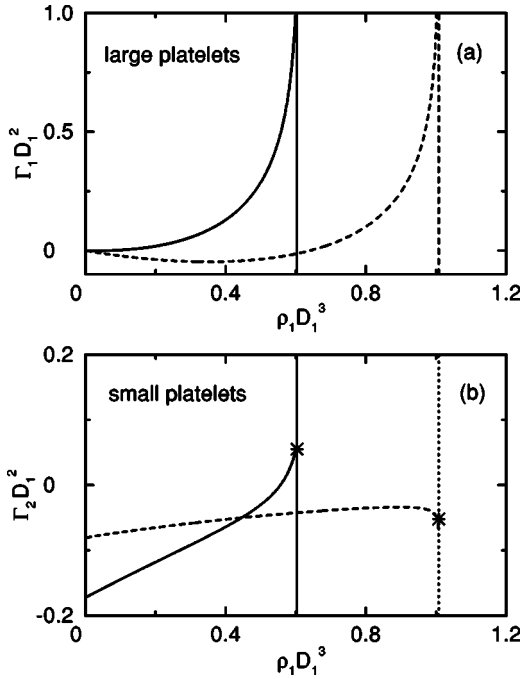 1.0
large platelets
(a)
0.5
Γ₁D₁²
0
0
0.4
0.8
1.2
ρ₁D₁³
0.2
small platelets
(b)
Γ₂D₁²
0
-0.2
0
0.4
0.8
1.2
ρ₁D₁³